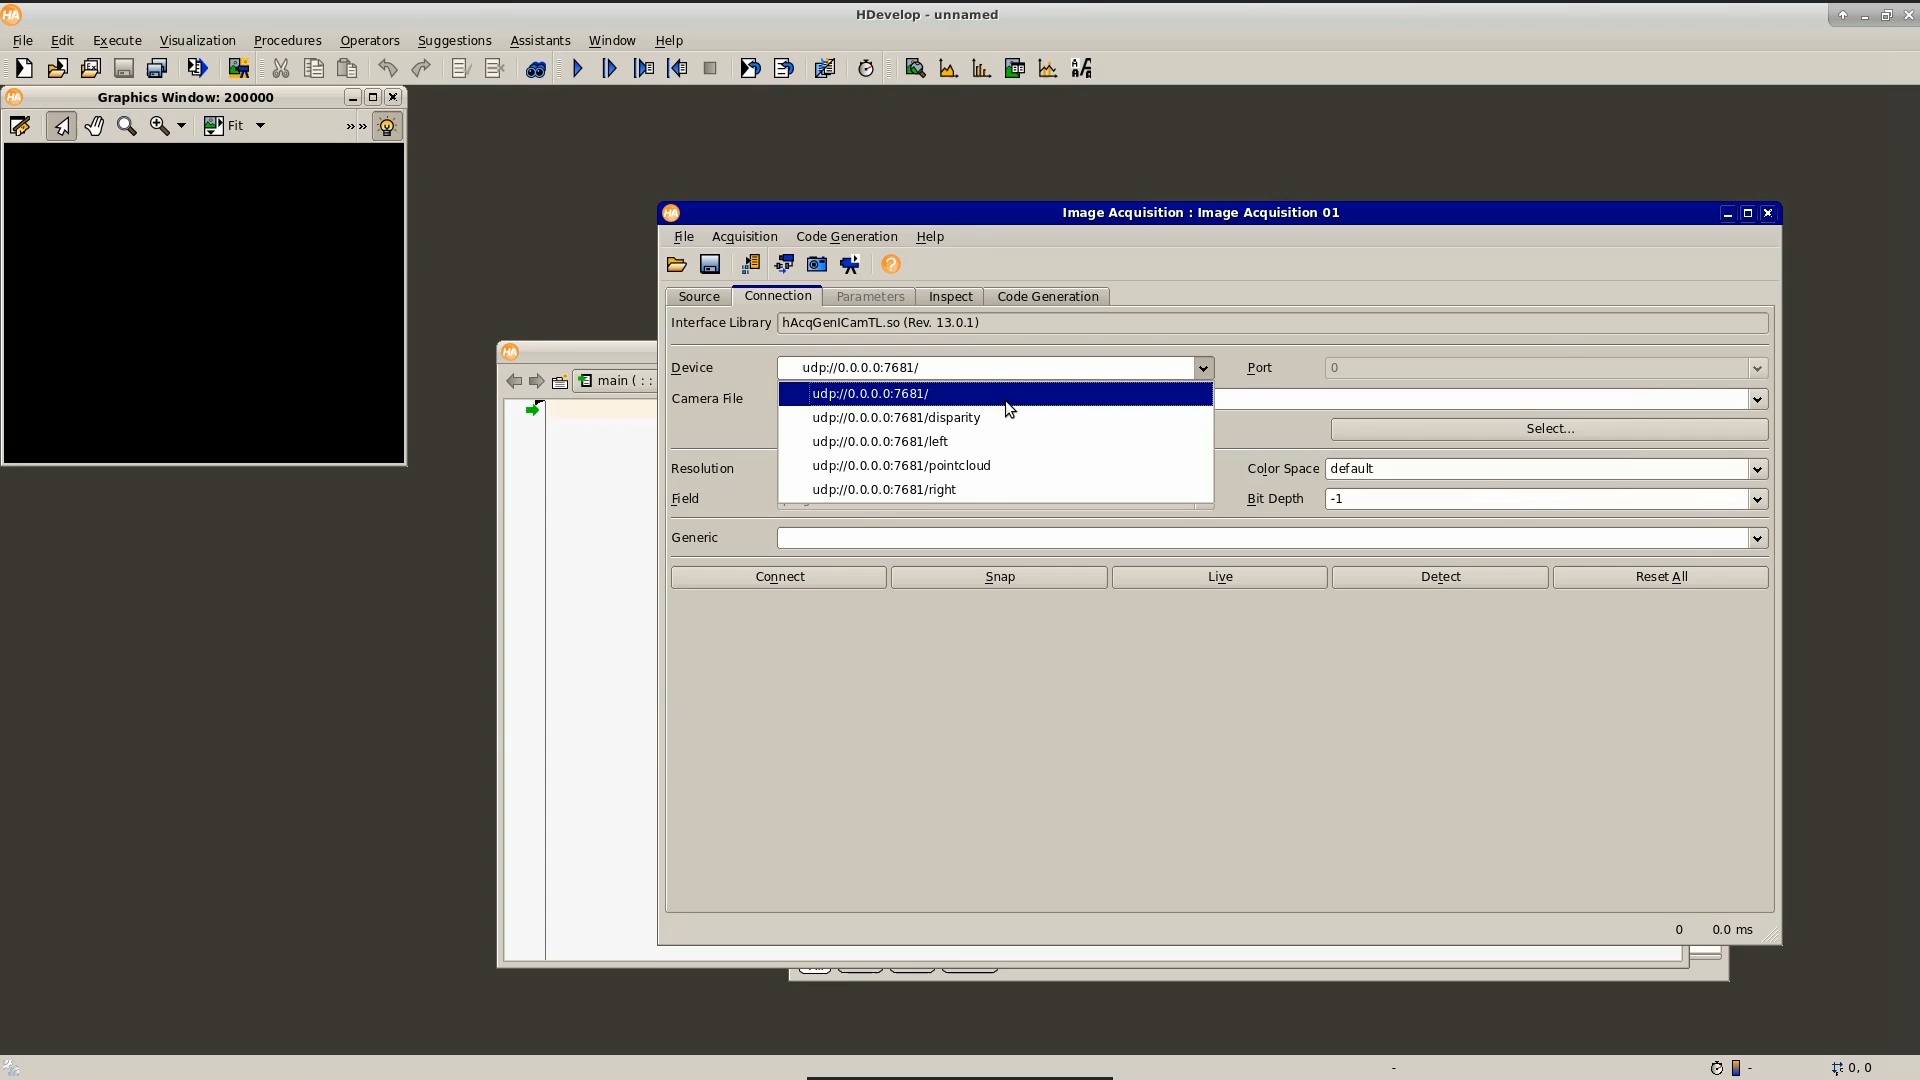 HDevelop - unnamed
File Edit Execute Visualization Procedures Operators Suggestions Assistants Window Help
Graphics Window: 200000
Fit
Image Acquisition : Image Acquisition 01
File Acquisition Code Generation Help
Source Connection Parameters Inspect Code Generation
Interface Library hAcqGenICamTL.so (Rev. 13.0.1)
Device udp://0.0.0.0:7681/ Port 0
main ( : :
udp://0.0.0.0:7681/
Camera File
udp://0.0.0.0:7681/disparity
Select...
udp://0.0.0.0:7681/left
Resolution udp://0.0.0.0:7681/pointcloud Color Space default
Field udp://0.0.0.0:7681/right Bit Depth -1
Generic
Connect Snap Live Detect Reset All
0 0.0 ms
- - 0, 0